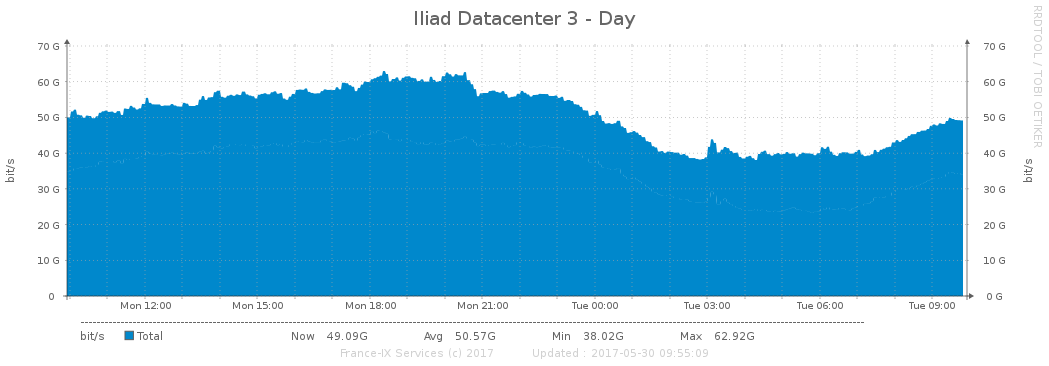 Iliad Datacenter 3 - Day
RRDTOOL / TOBI OETIKER
70 G 70 G
60 G 60 G
50 G 50 G
40 G 40 G
30 G 30 G
20 G 20 G
10 G 10 G
0 0 G
bit/s bit/s
Mon 12:00 Mon 15:00 Mon 18:00 Mon 21:00 Tue 00:00 Tue 03:00 Tue 06:00 Tue 09:00
bit/s Total Now 49.09G Avg 50.57G Min 38.02G Max 62.92G
France-IX Services (c) 2017 Updated : 2017-05-30 09:55:09